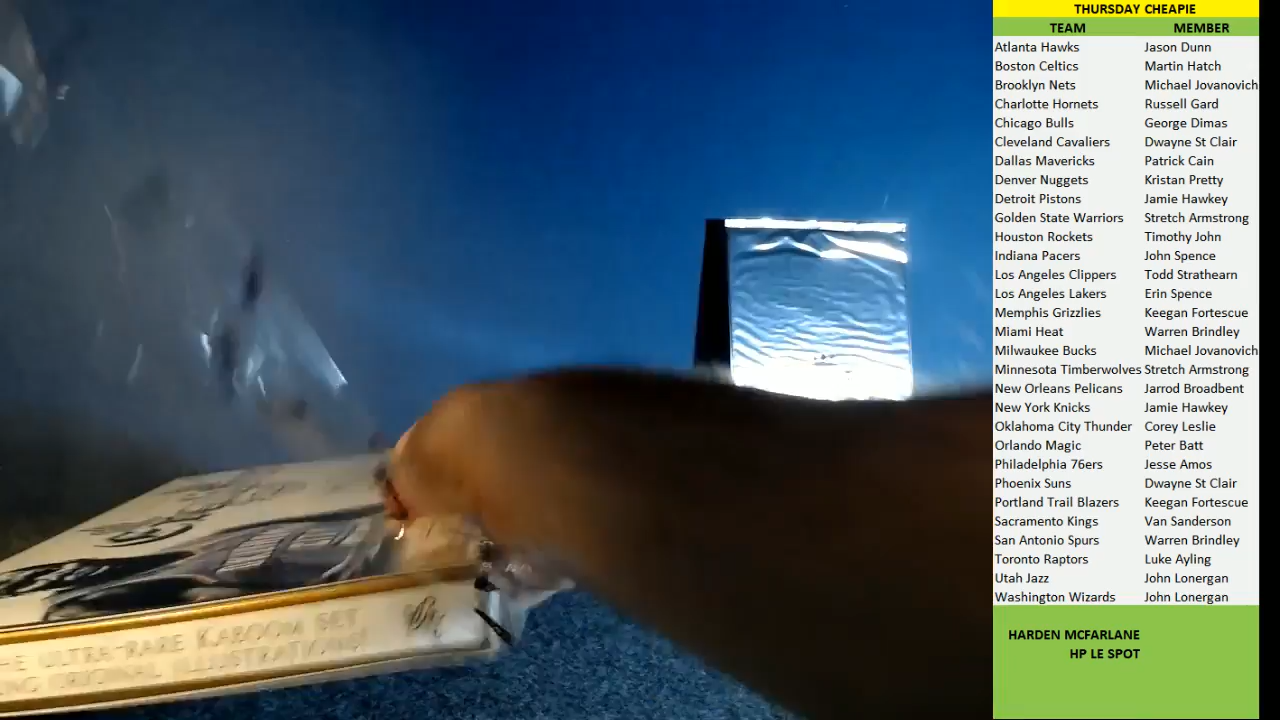 THURSDAY CHEAPIE
TEAM MEMBER
Atlanta Hawks Jason Dunn
Boston Celtics Martin Hatch
Brooklyn Nets Michael Jovanovich
Charlotte Hornets Russell Gard
Chicago Bulls George Dimas
Cleveland Cavaliers Dwayne St Clair
Dallas Mavericks Patrick Cain
Denver Nuggets Kristan Pretty
Detroit Pistons Jamie Hawkey
Golden State Warriors Stretch Armstrong
Houston Rockets Timothy John
Indiana Pacers John Spence
Los Angeles Clippers Todd Strathearn
Los Angeles Lakers Erin Spence
Memphis Grizzlies Keegan Fortescue
Miami Heat Warren Brindley
Milwaukee Bucks Michael Jovanovich
Minnesota Timberwolves Stretch Armstrong
New Orleans Pelicans Jarrod Broadbent
New York Knicks Jamie Hawkey
Oklahoma City Thunder Corey Leslie
Orlando Magic Peter Batt
Philadelphia 76ers Jesse Amos
Phoenix Suns Dwayne St Clair
Portland Trail Blazers Keegan Fortescue
Sacramento Kings Van Sanderson
San Antonio Spurs Warren Brindley
Toronto Raptors Luke Ayling
Utah Jazz John Lonergan
Washington Wizards John Lonergan
HARDEN MCFARLANE
HP LE SPOT
ULTRA-RARE KABOOM SET
ORIGINAL ILLUSTRATION